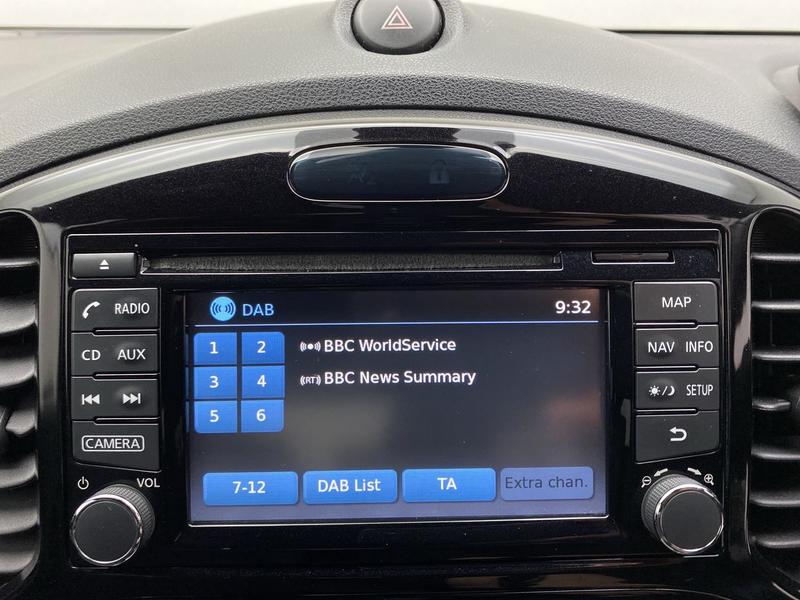 DAB
9:32
RADIO
CD AUX
CAMERA
VOL
1 2
3 4
5 6
BBC WorldService
(RT) BBC News Summary
7-12
DAB List
TA
Extra chan.
MAP
NAV INFO
SETUP